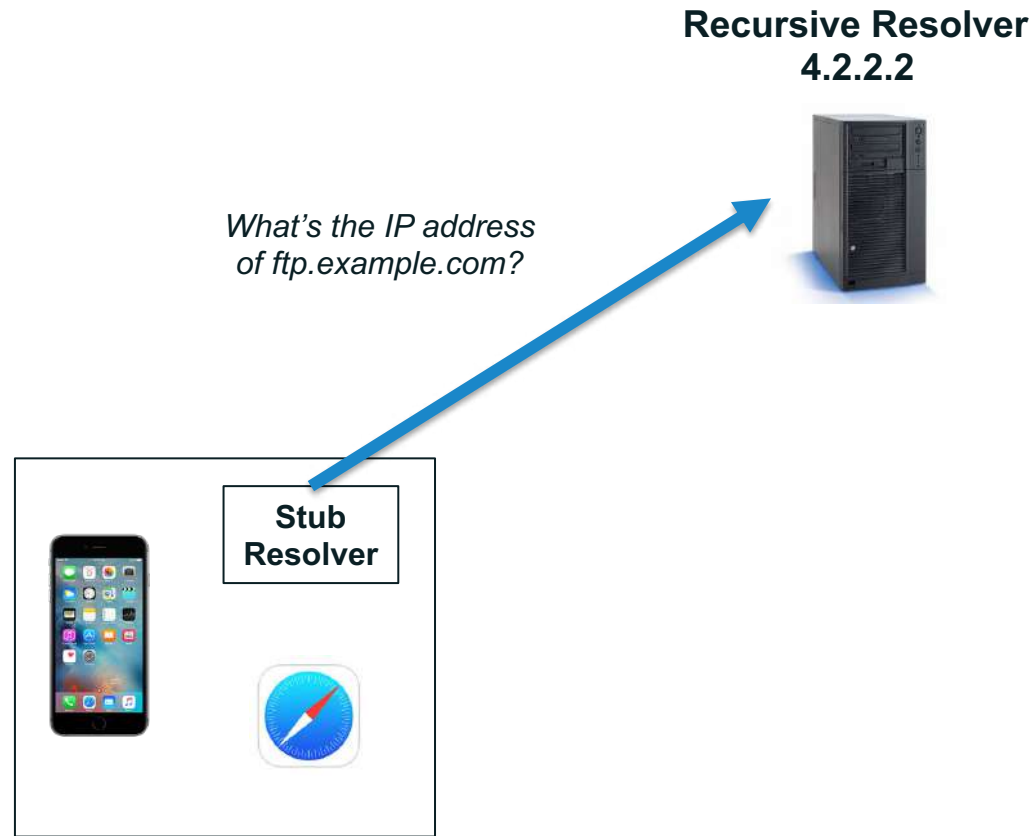 Recursive Resolver
4.2.2.2
What’s the IP address
of ftp.example.com?
Stub
Resolver